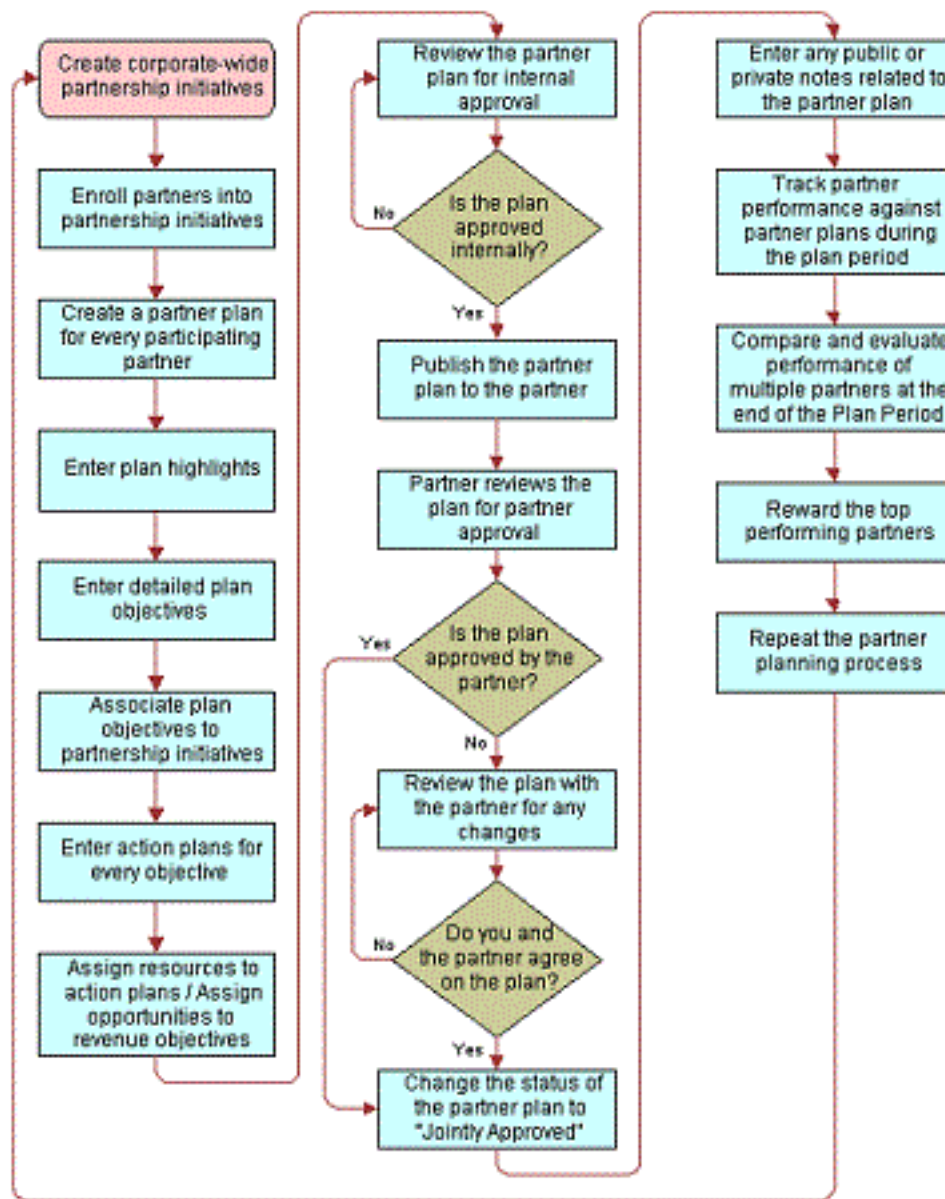 Create corporate-wide
partnership initiatives
Enroll partners into
partnership initiatives
Create a partner plan
for every participating
partner
Enter plan highlights
Enter detailed plan
objectives
Associate plan
objectives to
partnership initiatives
Enter action plans for
every objective
Assign resources to
action plans / Assign
opportunities to
revenue objectives
Review the partner
plan for internal
approval
Is the plan
approved
internally?
No
Yes
Publish the partner
plan to the partner
Partner reviews the
plan for partner
approval
Is the plan
approved by the
partner?
Yes
No
Review the plan with
the partner for any
changes
Do you and
the partner agree
on the plan?
No
Yes
Change the status of
the partner plan to
"Jointly Approved"
Enter any public or
private notes related to
the partner plan
Track partner
performance against
partner plans during
the plan period
Compare and evaluate
performance of
multiple partners at the
end of the Plan Period
Reward the top
performing partners
Repeat the partner
planning process